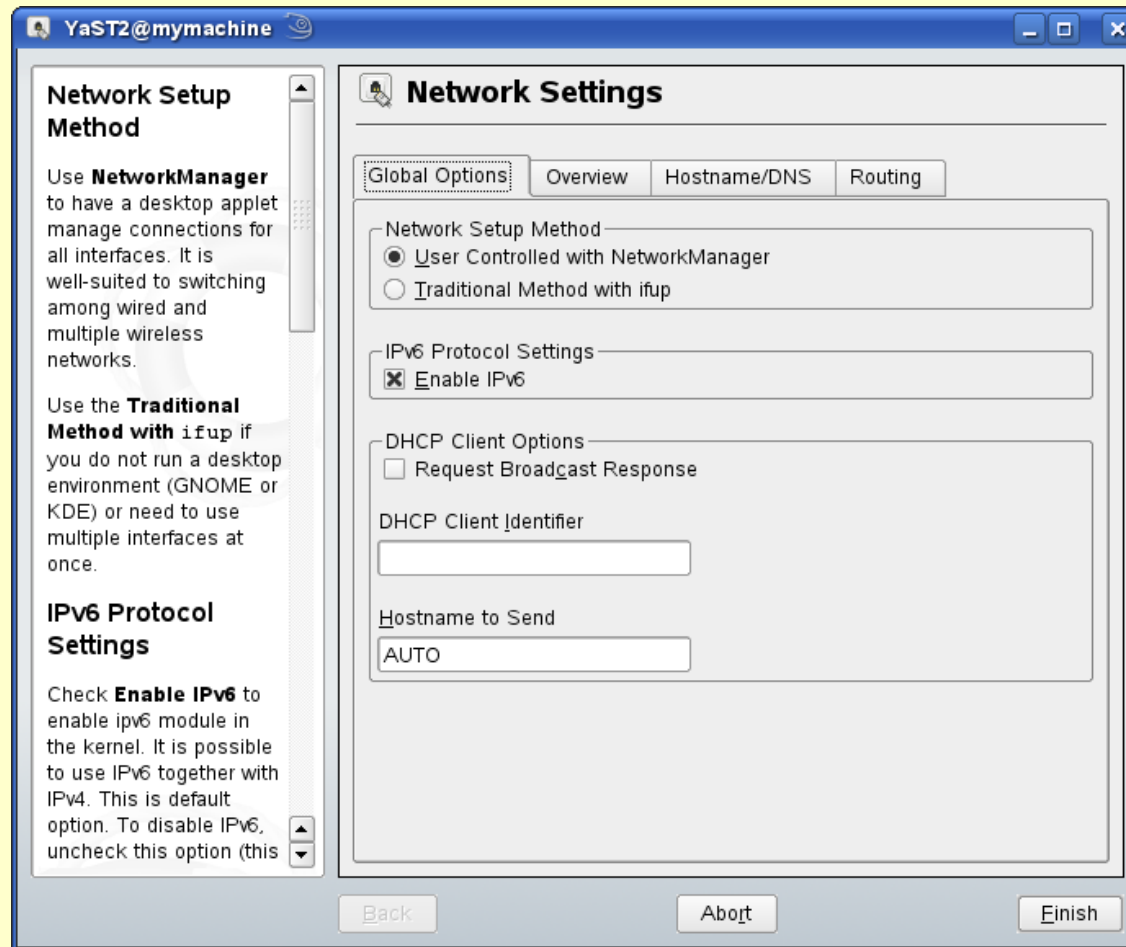 YaST2@mymachine
Network Setup
Method
Use NetworkManager
to have a desktop applet
manage connections for
all interfaces. It is
well-suited to switching
among wired and
multiple wireless
networks.
Use the Traditional
Method with ifup if
you do not run a desktop
environment (GNOME or
KDE) or need to use
multiple interfaces at
once.
IPv6 Protocol
Settings
Check Enable IPv6 to
enable ipv6 module in
the kernel. It is possible
to use IPv6 together with
IPv4. This is default
option. To disable IPv6,
uncheck this option (this
Network Settings
Global Options
Overview
Hostname/DNS
Routing
Network Setup Method
User Controlled with NetworkManager
Traditional Method with ifup
IPv6 Protocol Settings
Enable IPv6
DHCP Client Options
Request Broadcast Response
DHCP Client Identifier
Hostname to Send
AUTO
Back
Abort
Finish